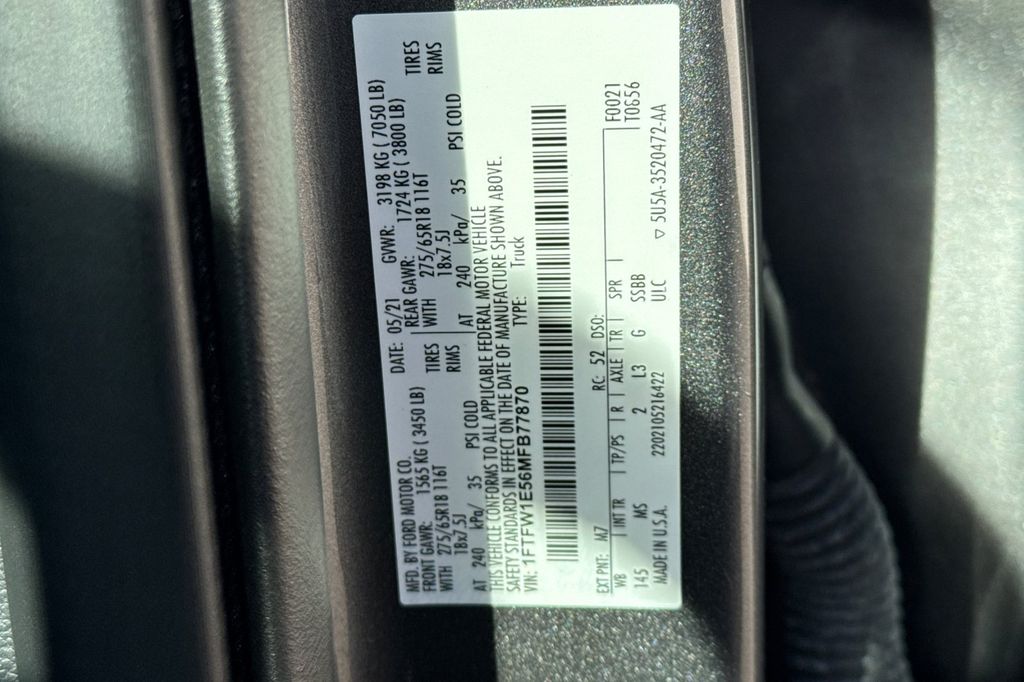 MFD. BY FORD MOTOR CO. DATE: 05/21 GVWR: 3198 KG ( 7050 LB)
FRONT GAWR: 1565 KG ( 3450 LB) REAR GAWR: 1724 KG ( 3800 LB)
WITH 275/65R18 116T TIRES WITH 275/65R18 116T TIRES
18x7.5J RIMS 18x7.5J RIMS
AT 240 kPa/ 35 PSI COLD AT 240 kPa/ 35 PSI COLD
THIS VEHICLE CONFORMS TO ALL APPLICABLE FEDERAL MOTOR VEHICLE
SAFETY STANDARDS IN EFFECT ON THE DATE OF MANUFACTURE SHOWN ABOVE.
VIN: 1FTFW1E56MFB77870 TYPE: Truck
EXT PNT: M7 RC: 52 DSO: F0021
WB INT TR TP/PS R AXLE TR SPR T0656
145 MS 2 L3 G SSBB
MADE IN U.S.A. 2202105216422 ULC ▽ 5U5A-3520472-AA